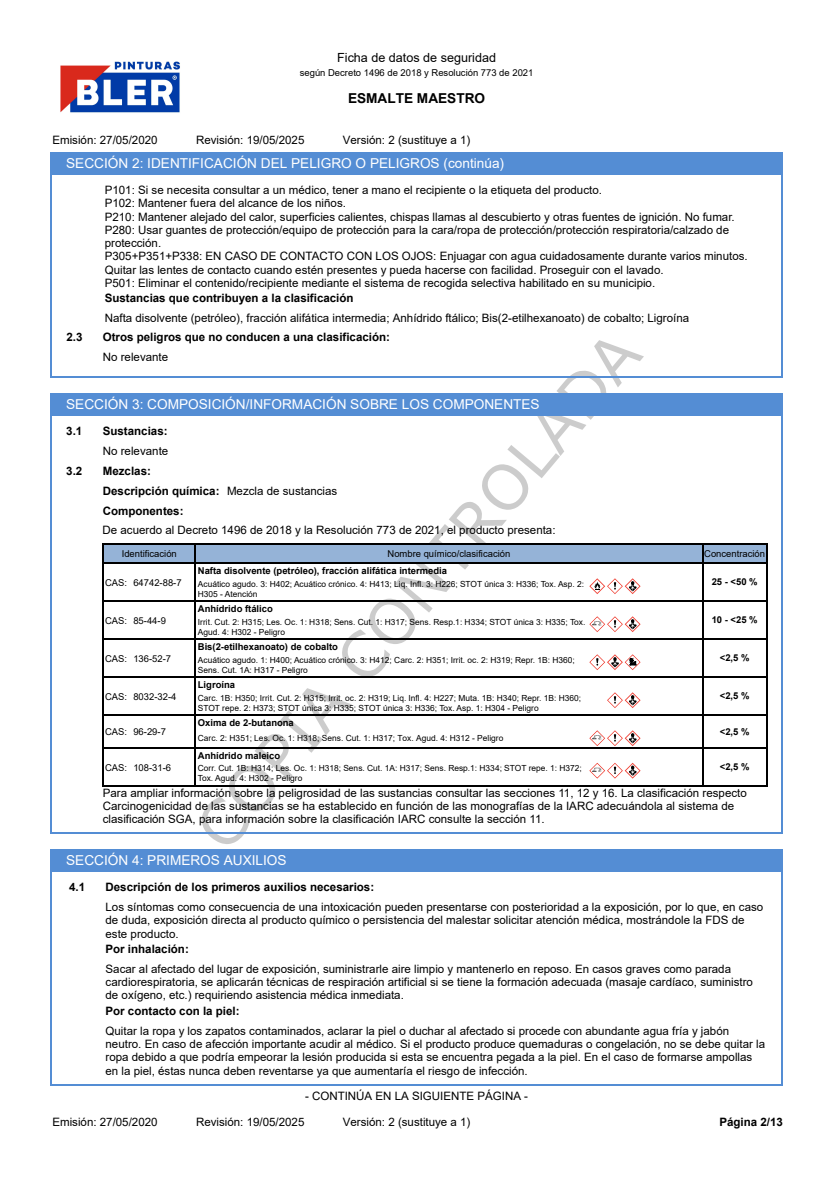 PINTURAS
BLER®
Ficha de datos de seguridad
según Decreto 1496 de 2018 y Resolución 773 de 2021
ESMALTE MAESTRO
Emisión: 27/05/2020 Revisión: 19/05/2025 Versión: 2 (sustituye a 1)
SECCIÓN 2: IDENTIFICACIÓN DEL PELIGRO O PELIGROS (continúa)
P101: Si se necesita consultar a un médico, tener a mano el recipiente o la etiqueta del producto.
P102: Mantener fuera del alcance de los niños.
P210: Mantener alejado del calor, superficies calientes, chispas llamas al descubierto y otras fuentes de ignición. No fumar.
P280: Usar guantes de protección/equipo de protección para la cara/ropa de protección/protección respiratoria/calzado de
protección.
P305+P351+P338: EN CASO DE CONTACTO CON LOS OJOS: Enjuagar con agua cuidadosamente durante varios minutos.
Quitar las lentes de contacto cuando estén presentes y pueda hacerse con facilidad. Proseguir con el lavado.
P501: Eliminar el contenido/recipiente mediante el sistema de recogida selectiva habilitado en su municipio.
Sustancias que contribuyen a la clasificación
Nafta disolvente (petróleo), fracción alifática intermedia; Anhídrido ftálico; Bis(2-etilhexanoato) de cobalto; Ligroína
2.3 Otros peligros que no conducen a una clasificación:
No relevante
SECCIÓN 3: COMPOSICIÓN/INFORMACIÓN SOBRE LOS COMPONENTES
3.1 Sustancias:
No relevante
3.2 Mezclas:
Descripción química: Mezcla de sustancias
Componentes:
De acuerdo al Decreto 1496 de 2018 y la Resolución 773 de 2021, el producto presenta:
Identificación Nombre químico/clasificación Concentración
Nafta disolvente (petróleo), fracción alifática intermedia
CAS: 64742-88-7 Acuático agudo. 3: H402; Acuático crónico. 4: H413; Liq. Infl. 3: H226; STOT única 3: H336; Tox. Asp. 2: 25 - <50 %
H305 - Atención
Anhídrido ftálico
CAS: 85-44-9 Irrit. Cut. 2: H315; Les. Oc. 1: H318; Sens. Cut. 1: H317; Sens. Resp.1: H334; STOT única 3: H335; Tox. 10 - <25 %
Agud. 4: H302 - Peligro
Bis(2-etilhexanoato) de cobalto
CAS: 136-52-7 Acuático agudo. 1: H400; Acuático crónico. 3: H412; Carc. 2: H351; Irrit. oc. 2: H319; Repr. 1B: H360; <2,5 %
Sens. Cut. 1A: H317 - Peligro
Ligroína
CAS: 8032-32-4 Carc. 1B: H350; Irrit. Cut. 2: H315; Irrit. oc. 2: H319; Liq. Infl. 4: H227; Muta. 1B: H340; Repr. 1B: H360; <2,5 %
STOT repe. 2: H373; STOT única 3: H335; STOT única 3: H336; Tox. Asp. 1: H304 - Peligro
Oxima de 2-butanona
CAS: 96-29-7 Carc. 2: H351; Les. Oc. 1: H318; Sens. Cut. 1: H317; Tox. Agud. 4: H312 - Peligro <2,5 %
Anhídrido maleico
CAS: 108-31-6 Corr. Cut. 1B: H314, Les. Oc. 1: H318; Sens. Cut. 1A: H317; Sens. Resp.1: H334; STOT repe. 1: H372; <2,5 %
Tox. Agud. 4: H302 - Peligro
Para ampliar información sobre la peligrosidad de las sustancias consultar las secciones 11, 12 y 16. La clasificación respecto
Carcinogenicidad de las sustancias se ha establecido en función de las monografías de la IARC adecuándola al sistema de
clasificación SGA, para información sobre la clasificación IARC consulte la sección 11.
COPIA CONTROLADA
SECCIÓN 4: PRIMEROS AUXILIOS
4.1 Descripción de los primeros auxilios necesarios:
Los síntomas como consecuencia de una intoxicación pueden presentarse con posterioridad a la exposición, por lo que, en caso
de duda, exposición directa al producto químico o persistencia del malestar solicitar atención médica, mostrándole la FDS de
este producto.
Por inhalación:
Sacar al afectado del lugar de exposición, suministrarle aire limpio y mantenerlo en reposo. En casos graves como parada
cardiorespiratoria, se aplicarán técnicas de respiración artificial si se tiene la formación adecuada (masaje cardíaco, suministro
de oxígeno, etc.) requiriendo asistencia médica inmediata.
Por contacto con la piel:
Quitar la ropa y los zapatos contaminados, aclarar la piel o duchar al afectado si procede con abundante agua fría y jabón
neutro. En caso de afección importante acudir al médico. Si el producto produce quemaduras o congelación, no se debe quitar la
ropa debido a que podría empeorar la lesión producida si esta se encuentra pegada a la piel. En el caso de formarse ampollas
en la piel, éstas nunca deben reventarse ya que aumentaría el riesgo de infección.
- CONTINÚA EN LA SIGUIENTE PÁGINA -
Emisión: 27/05/2020 Revisión: 19/05/2025 Versión: 2 (sustituye a 1) Página 2/13